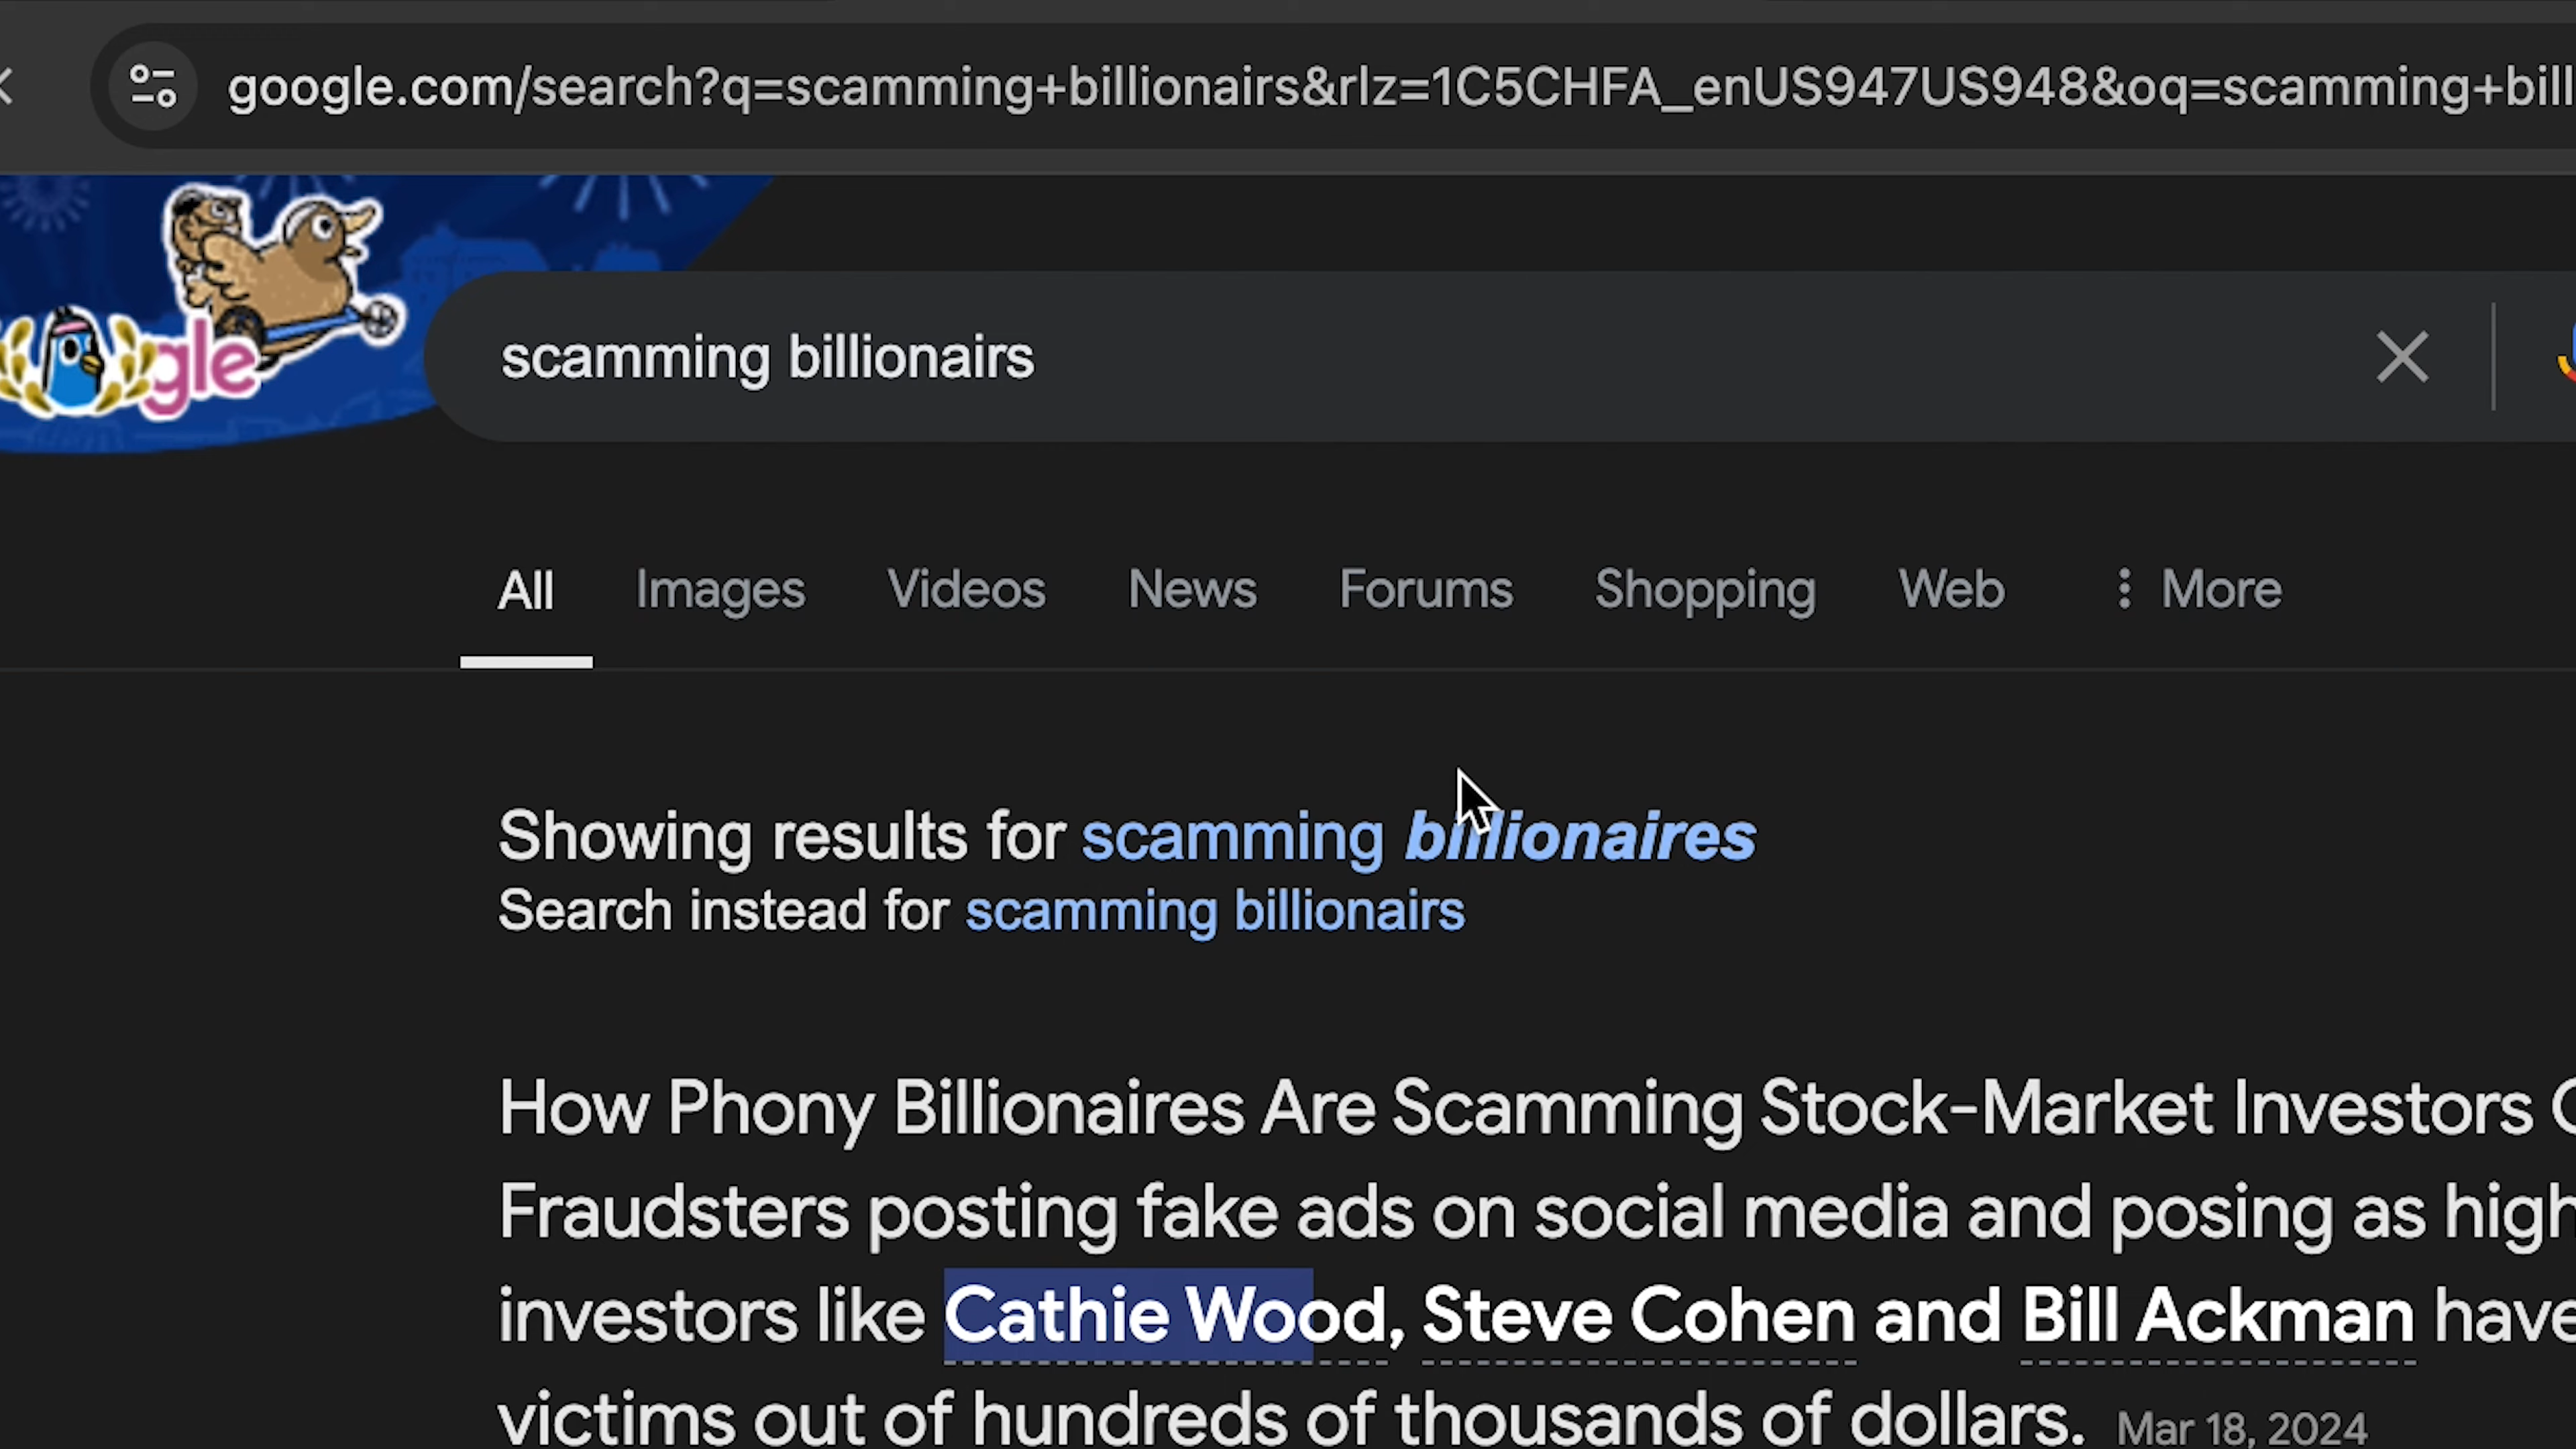 google.com/search?q=scamming+billionairs&rlz=1C5CHFA_enUS947US948&oq=scamming+bill
gle
scamming billionairs
All Images Videos News Forums Shopping Web More
Showing results for scamming billionaires
Search instead for scamming billionairs
How Phony Billionaires Are Scamming Stock-Market Investors
Fraudsters posting fake ads on social media and posing as high
investors like Cathie Wood, Steve Cohen and Bill Ackman have
victims out of hundreds of thousands of dollars. Mar 18, 2024